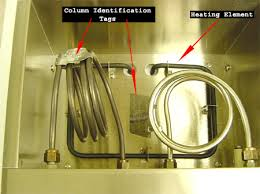 Column Identification
Tags
Heating Element